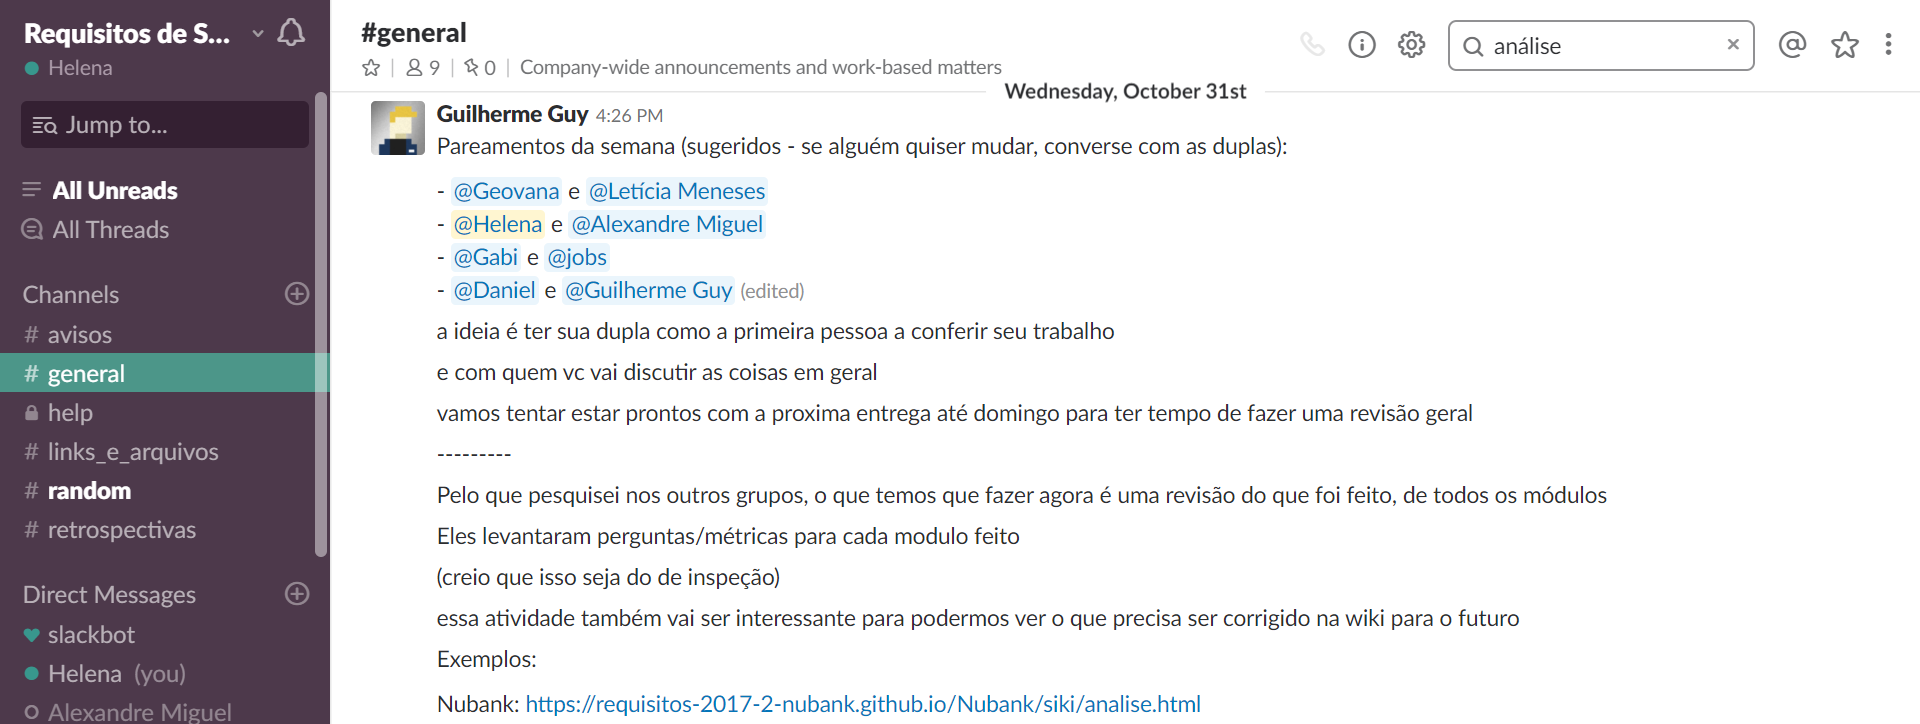 Requisitos de S...
Helena
Jump to...
All Unreads
All Threads
Channels
# avisos
# general
help
# links_e_arquivos
# random
# retrospectivas
Direct Messages
slackbot
Helena (you)
Alexandre Miguel
#general
9 | 0 | Company-wide announcements and work-based matters
análise
Wednesday, October 31st
Guilherme Guy 4:26 PM
Pareamentos da semana (sugeridos - se alguém quiser mudar, converse com as duplas):
- @Geovana e @Letícia Meneses
- @Helena e @Alexandre Miguel
- @Gabi e @jobs
- @Daniel e @Guilherme Guy (edited)
a ideia é ter sua dupla como a primeira pessoa a conferir seu trabalho
e com quem vc vai discutir as coisas em geral
vamos tentar estar prontos com a proxima entrega até domingo para ter tempo de fazer uma revisão geral
---------
Pelo que pesquisei nos outros grupos, o que temos que fazer agora é uma revisão do que foi feito, de todos os módulos
Eles levantaram perguntas/métricas para cada modulo feito
(creio que isso seja do de inspeção)
essa atividade também vai ser interessante para podermos ver o que precisa ser corrigido na wiki para o futuro
Exemplos:
Nubank: https://requisitos-2017-2-nubank.github.io/Nubank/siki/analise.html